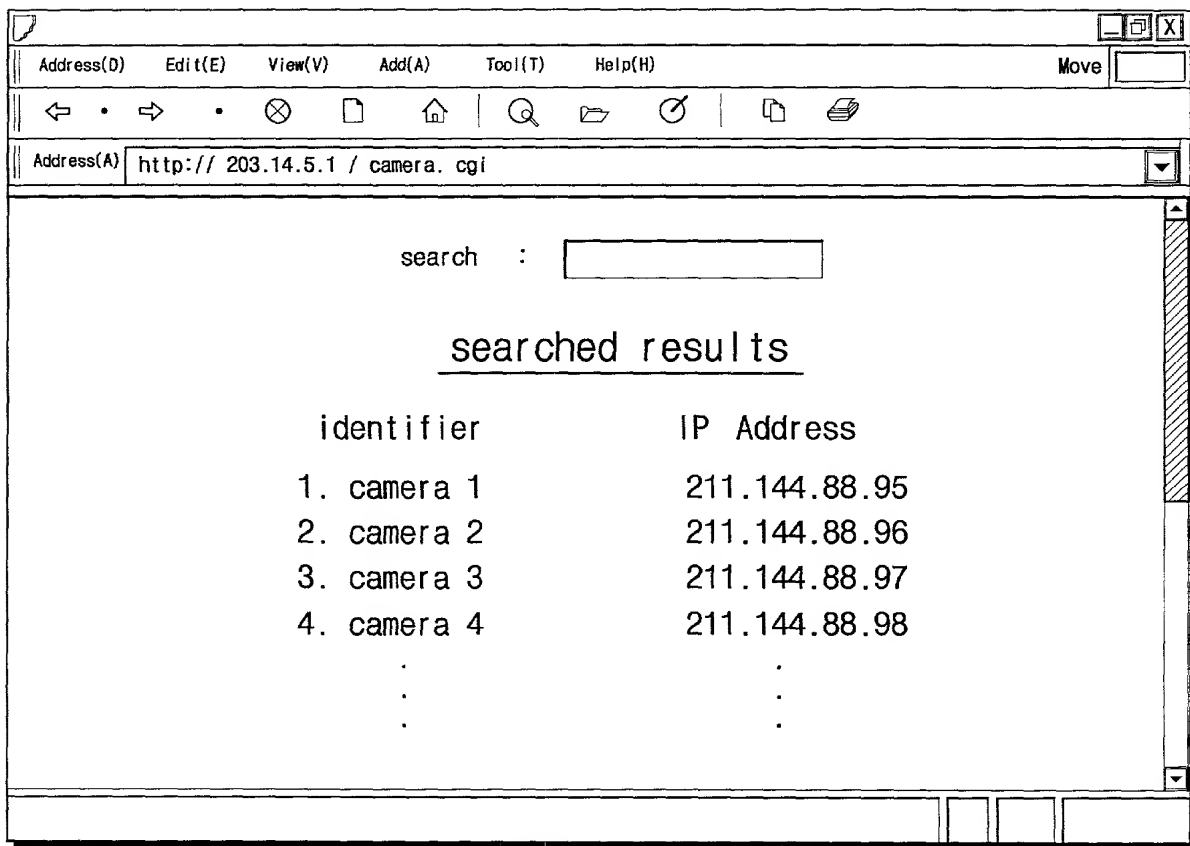 X
Address(D) Edit(E) View(V) Add(A) Tool(T) Help(H) Move
Address(A) http:// 203.14.5.1 / camera. cgi
search :
searched results
identifier IP Address
1. camera 1 211.144.88.95
2. camera 2 211.144.88.96
3. camera 3 211.144.88.97
4. camera 4 211.144.88.98
. .
. .
. .